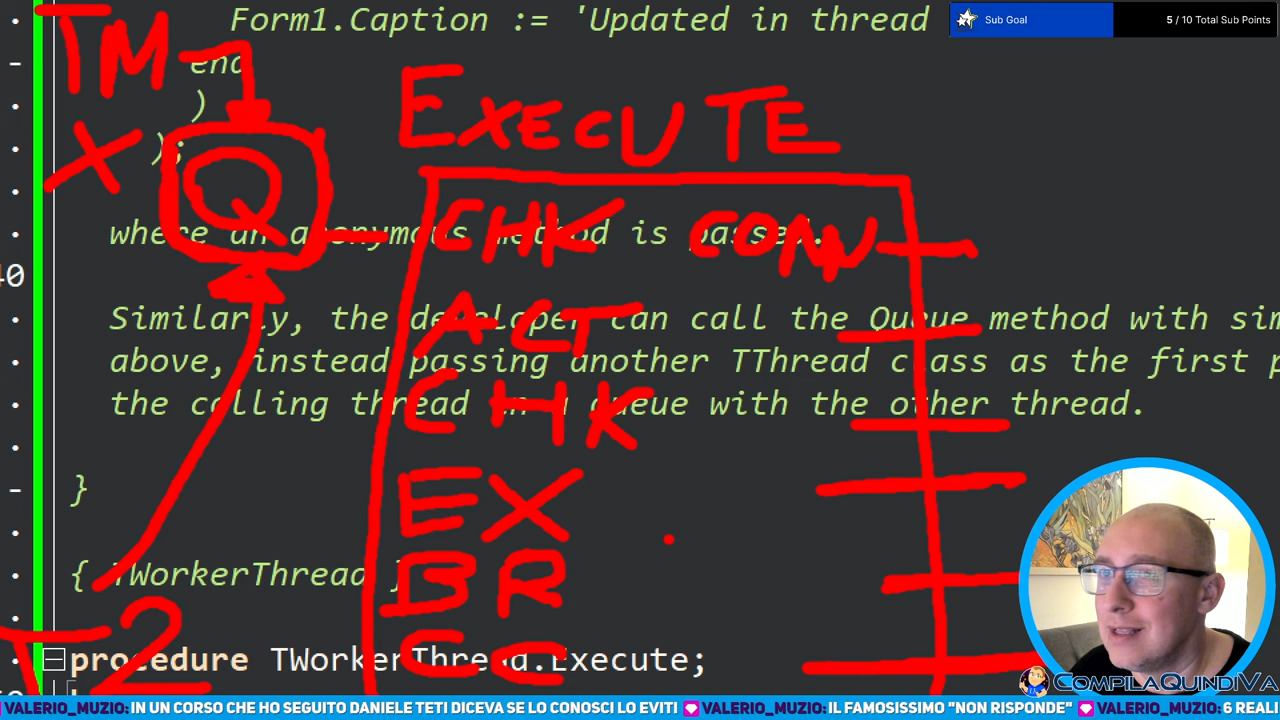 Form1.Caption := 'Updated in thread
Sub Goal
5 / 10 Total Sub Points
end
)
);
TM
X
Q
EXECUTE
where an anonymous method is passed.
CHK CONN
40
Similarly, the developer can call the Queue method with sim
ACT
above, instead passing another TThread class as the first p
the calling thread in a queue with the other thread.
CHK
}
EX
{ TWorkerThread }
BR
T2
procedure TWorkerThread.Execute;
CC
COMPILAQUINDIVA
VALERIO_MUZIO: IN UN CORSO CHE HO SEGUITO DANIELE TETI DICEVA SE LO CONOSCI LO EVITI VALERIO_MUZIO: IL FAMOSISSIMO "NON RISPONDE" VALERIO_MUZIO: 6 REALI